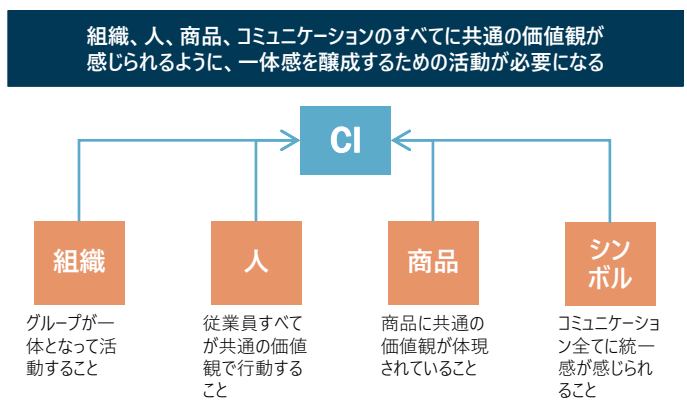 組織、人、商品、コミュニケーションのすべてに共通の価値観が
感じられるように、一体感を醸成するための活動が必要になる
CI
組織
人
商品
シン
ボル
グループが一
体となって活
動すること
従業員すべて
が共通の価値
観で行動する
こと
商品に共通の
価値観が体現
されていること
コミュニケーショ
ン全てに統一
感が感じられ
ること